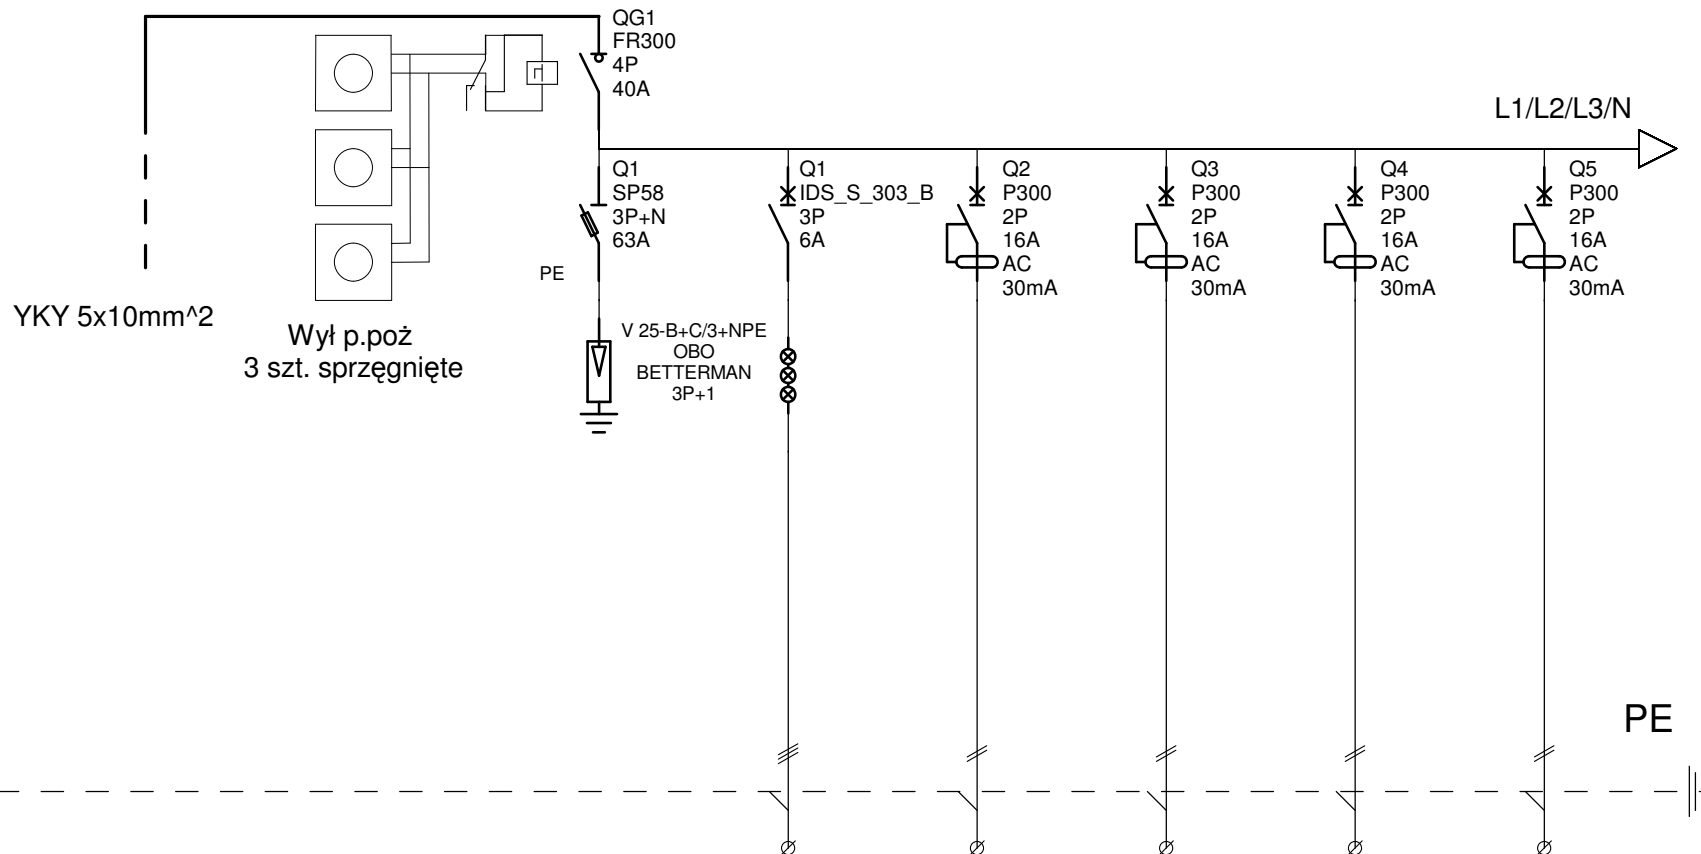 QG1
FR300
4P
40A
L1/L2/L3/N
Q1
SP58
3P+N
63A
PE
Q1
IDS_S_303_B
3P
6A
Q2
P300
2P
16A
AC
30mA
Q3
P300
2P
16A
AC
30mA
Q4
P300
2P
16A
AC
30mA
Q5
P300
2P
16A
AC
30mA
YKY 5x10mm^2
Wył p.poż
3 szt. sprzęgnięte
V 25-B+C/3+NPE
OBO
BETTERMAN
3P+1
PE